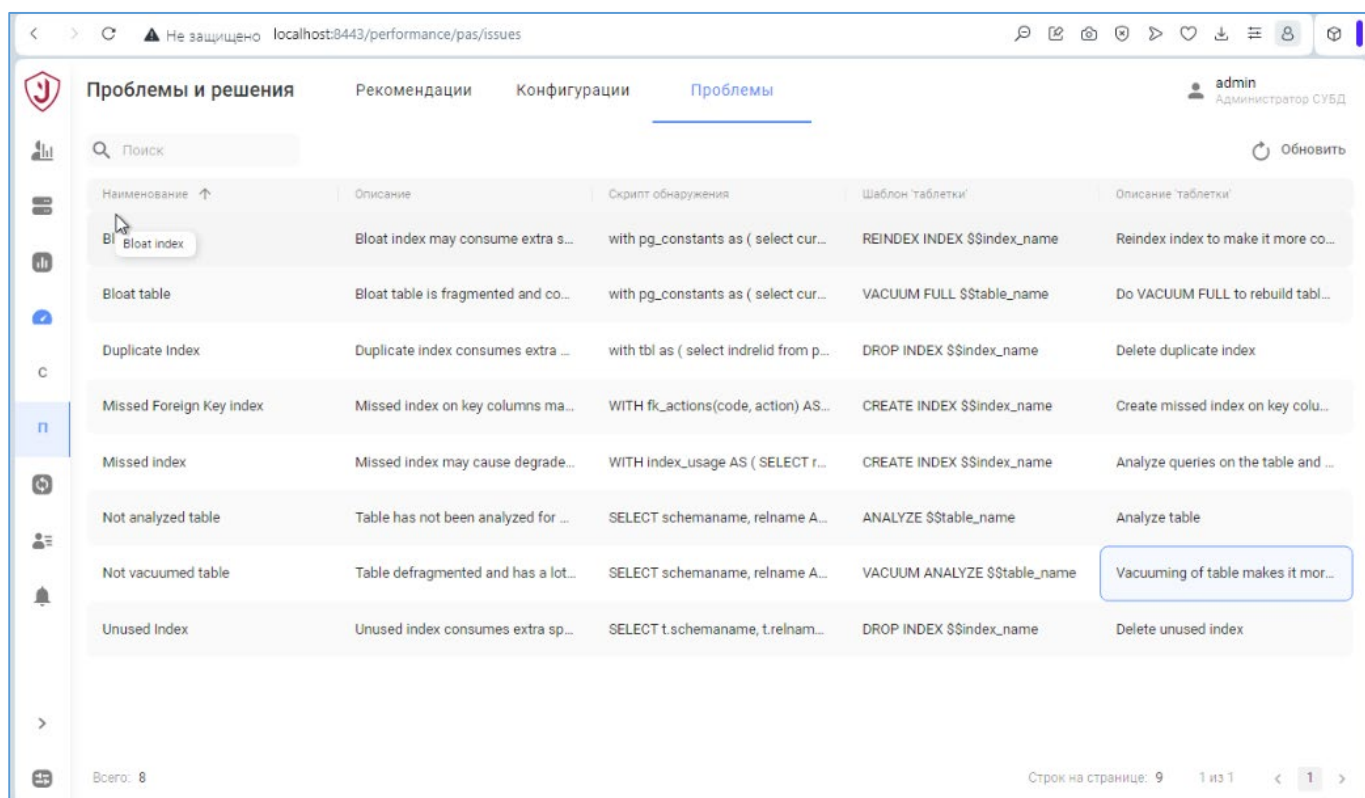 Не защищено localhost:8443/performance/pas/issues
Проблемы и решения Рекомендации Конфигурации Проблемы admin
Администратор СУБД
Поиск Обновить
Наименование Описание Скрипт обнаружения Шаблон 'таблетки' Описание 'таблетки'
Bl Bloat index Bloat index may consume extra s... with pg_constants as ( select cur... REINDEX INDEX $$index_name Reindex index to make it more co...
Bloat table Bloat table is fragmented and co... with pg_constants as ( select cur... VACUUM FULL $$table_name Do VACUUM FULL to rebuild tabl...
Duplicate Index Duplicate index consumes extra ... with tbl as ( select indrelid from p... DROP INDEX $$index_name Delete duplicate index
С
Missed Foreign Key index Missed index on key columns ma... WITH fk_actions(code, action) AS... CREATE INDEX $$index_name Create missed index on key colu...
П
Missed index Missed index may cause degrade... WITH index_usage AS ( SELECT r... CREATE INDEX $$index_name Analyze queries on the table and ...
Not analyzed table Table has not been analyzed for ... SELECT schemaname, relname A... ANALYZE $$table_name Analyze table
Not vacuumed table Table defragmented and has a lot... SELECT schemaname, relname A... VACUUM ANALYZE $$table_name Vacuuming of table makes it mor...
Unused Index Unused index consumes extra sp... SELECT t.schemaname, t.relnam... DROP INDEX $$index_name Delete unused index
Всего: 8 Строк на странице: 9 1 из 1 1